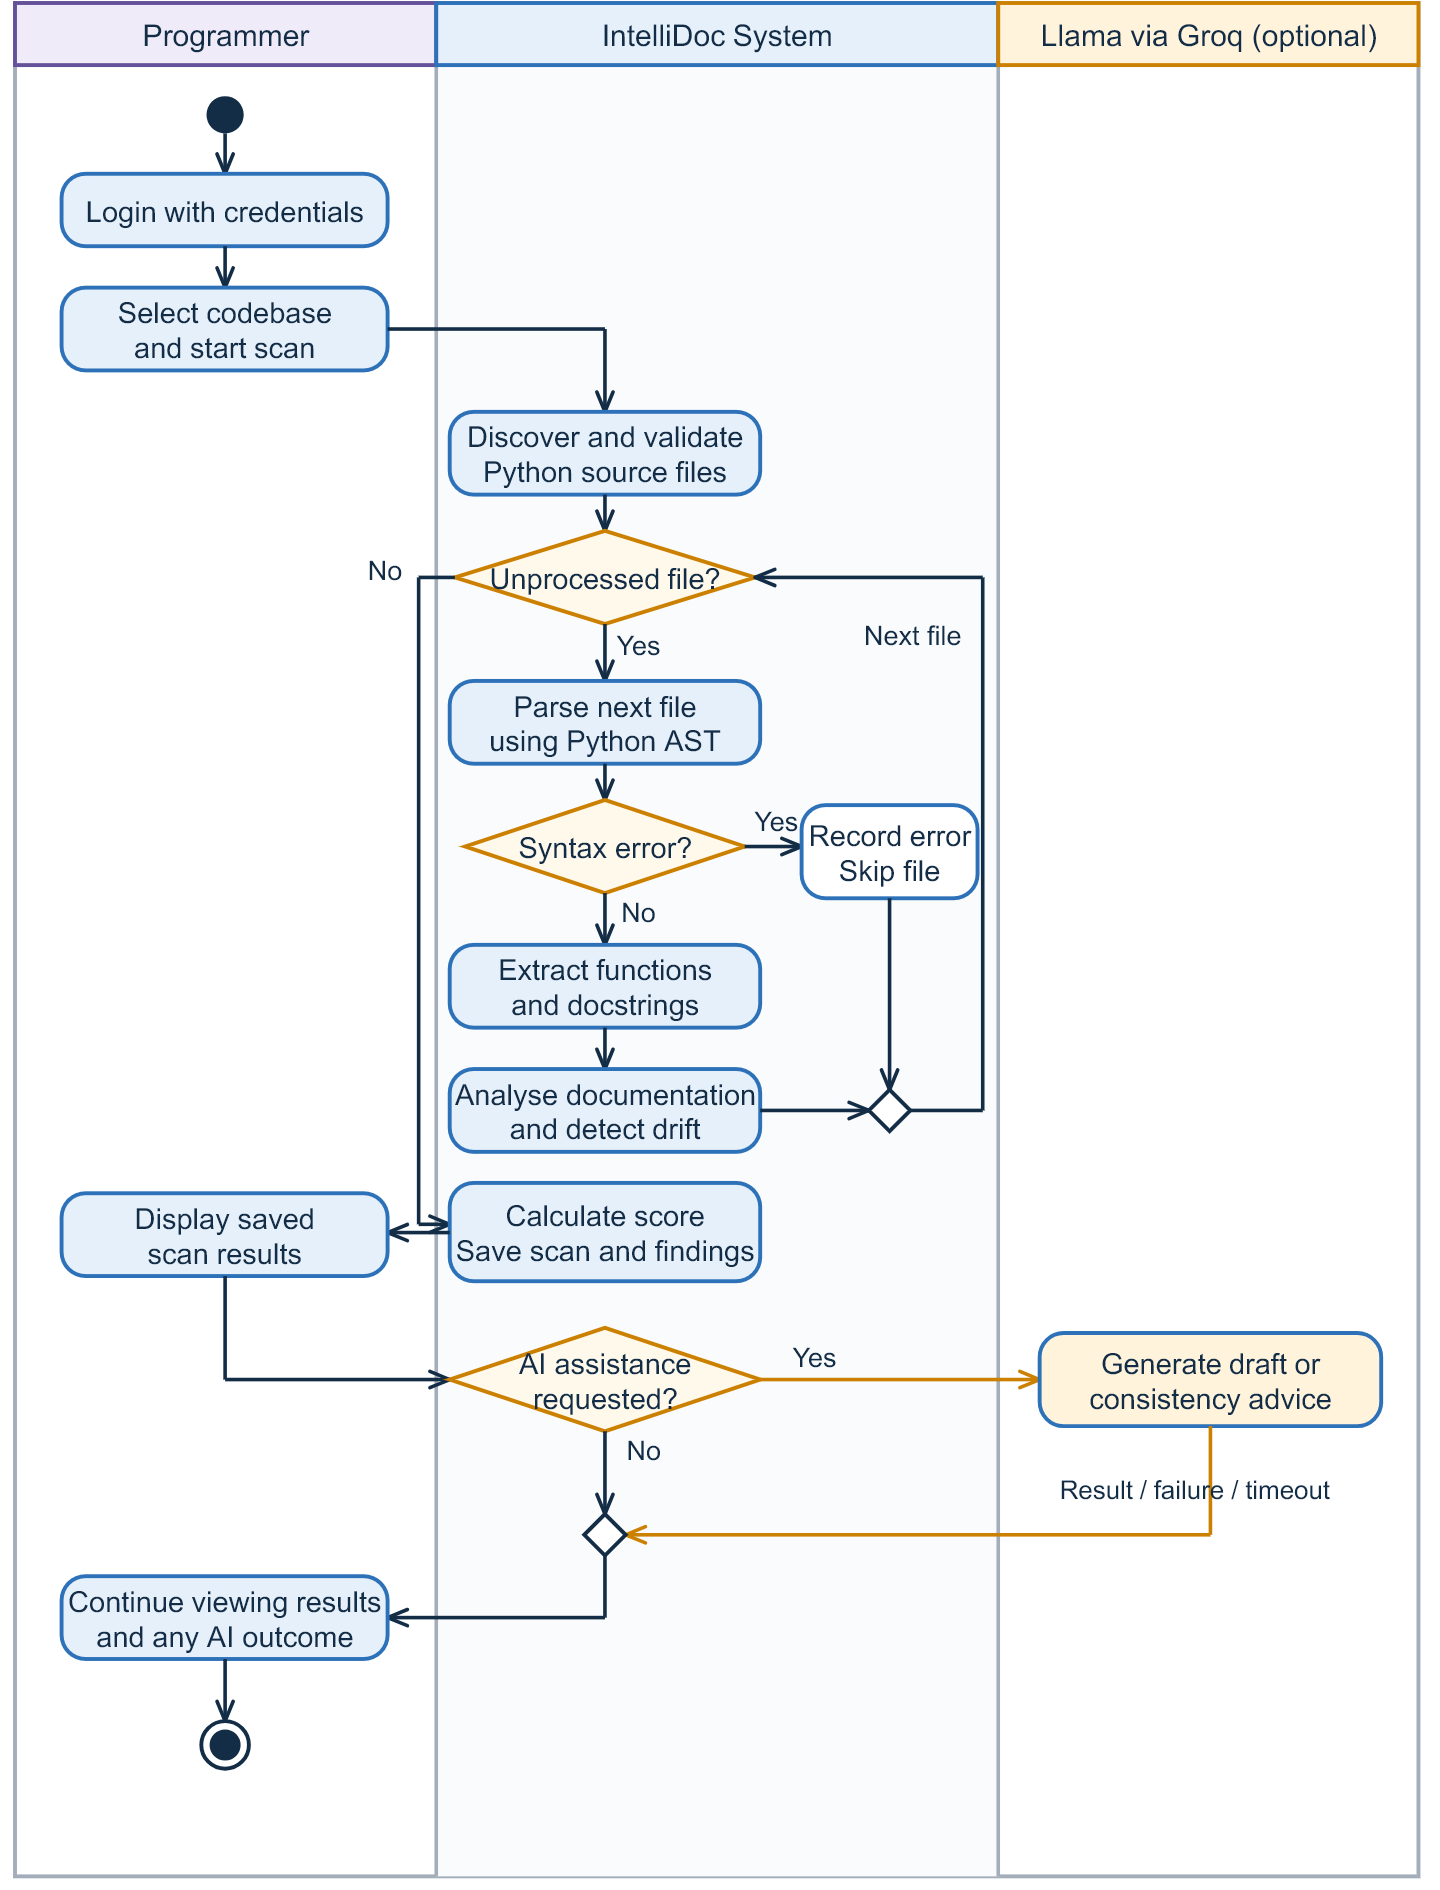 Programmer
IntelliDoc System
Llama via Groq (optional)
Login with credentials
Select codebase
and start scan
Discover and validate
Python source files
No
Unprocessed file?
Next file
Yes
Parse next file
using Python AST
Syntax error?
Yes
Record error
Skip file
No
Extract functions
and docstrings
Analyse documentation
and detect drift
Calculate score
Save scan and findings
Display saved
scan results
AI assistance
requested?
Yes
Generate draft or
consistency advice
No
Result / failure / timeout
Continue viewing results
and any AI outcome